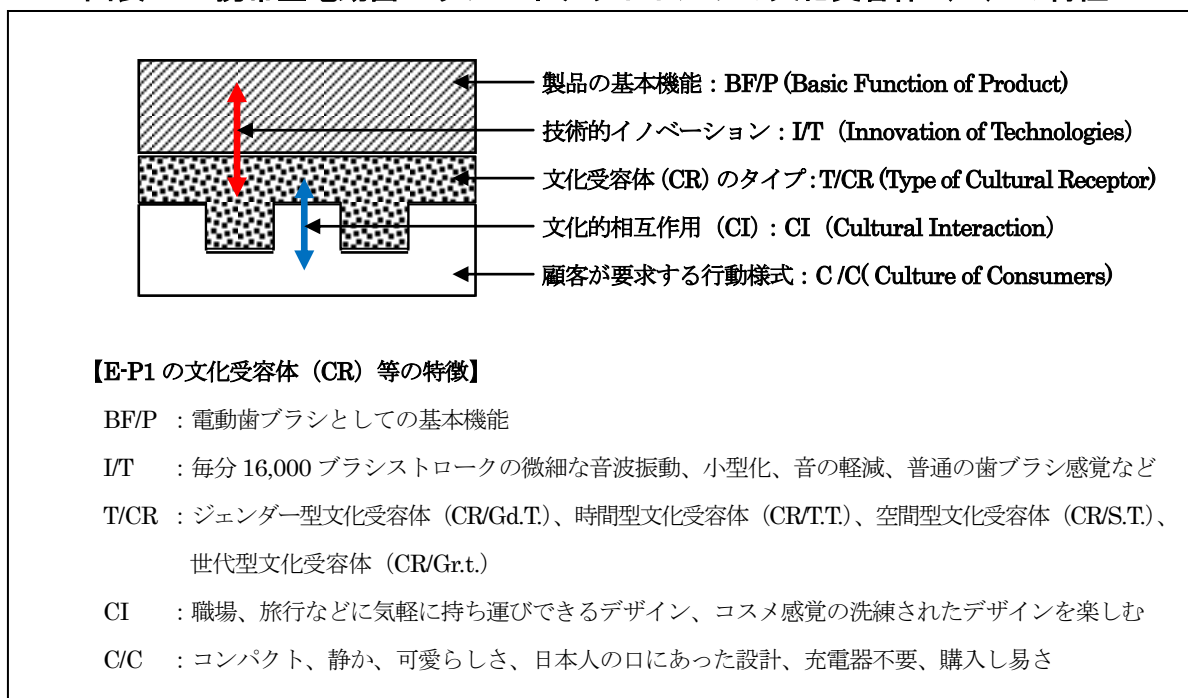 製品の基本機能：BF/P (Basic Function of Product)
技術的イノベーション：I/T（Innovation of Technologies）
文化受容体（CR）のタイプ：T/CR (Type of Cultural Receptor)
文化的相互作用（CI）：CI（Cultural Interaction）
顧客が要求する行動様式：C /C( Culture of Consumers)
【E-P1 の文化受容体（CR）等の特徴】
BF/P ：電動歯ブラシとしての基本機能
I/T ：毎分 16,000 ブラシストロークの微細な音波振動、小型化、音の軽減、普通の歯ブラシ感覚など
T/CR ：ジェンダー型文化受容体（CR/Gd.T.）、時間型文化受容体（CR/T.T.）、空間型文化受容体（CR/S.T.）、
世代型文化受容体（CR/Gr.t.）
CI ：職場、旅行などに気軽に持ち運びできるデザイン、コスメ感覚の洗練されたデザインを楽しむ
C/C ：コンパクト、静か、可愛らしさ、日本人の口にあった設計、充電器不要、購入し易さ